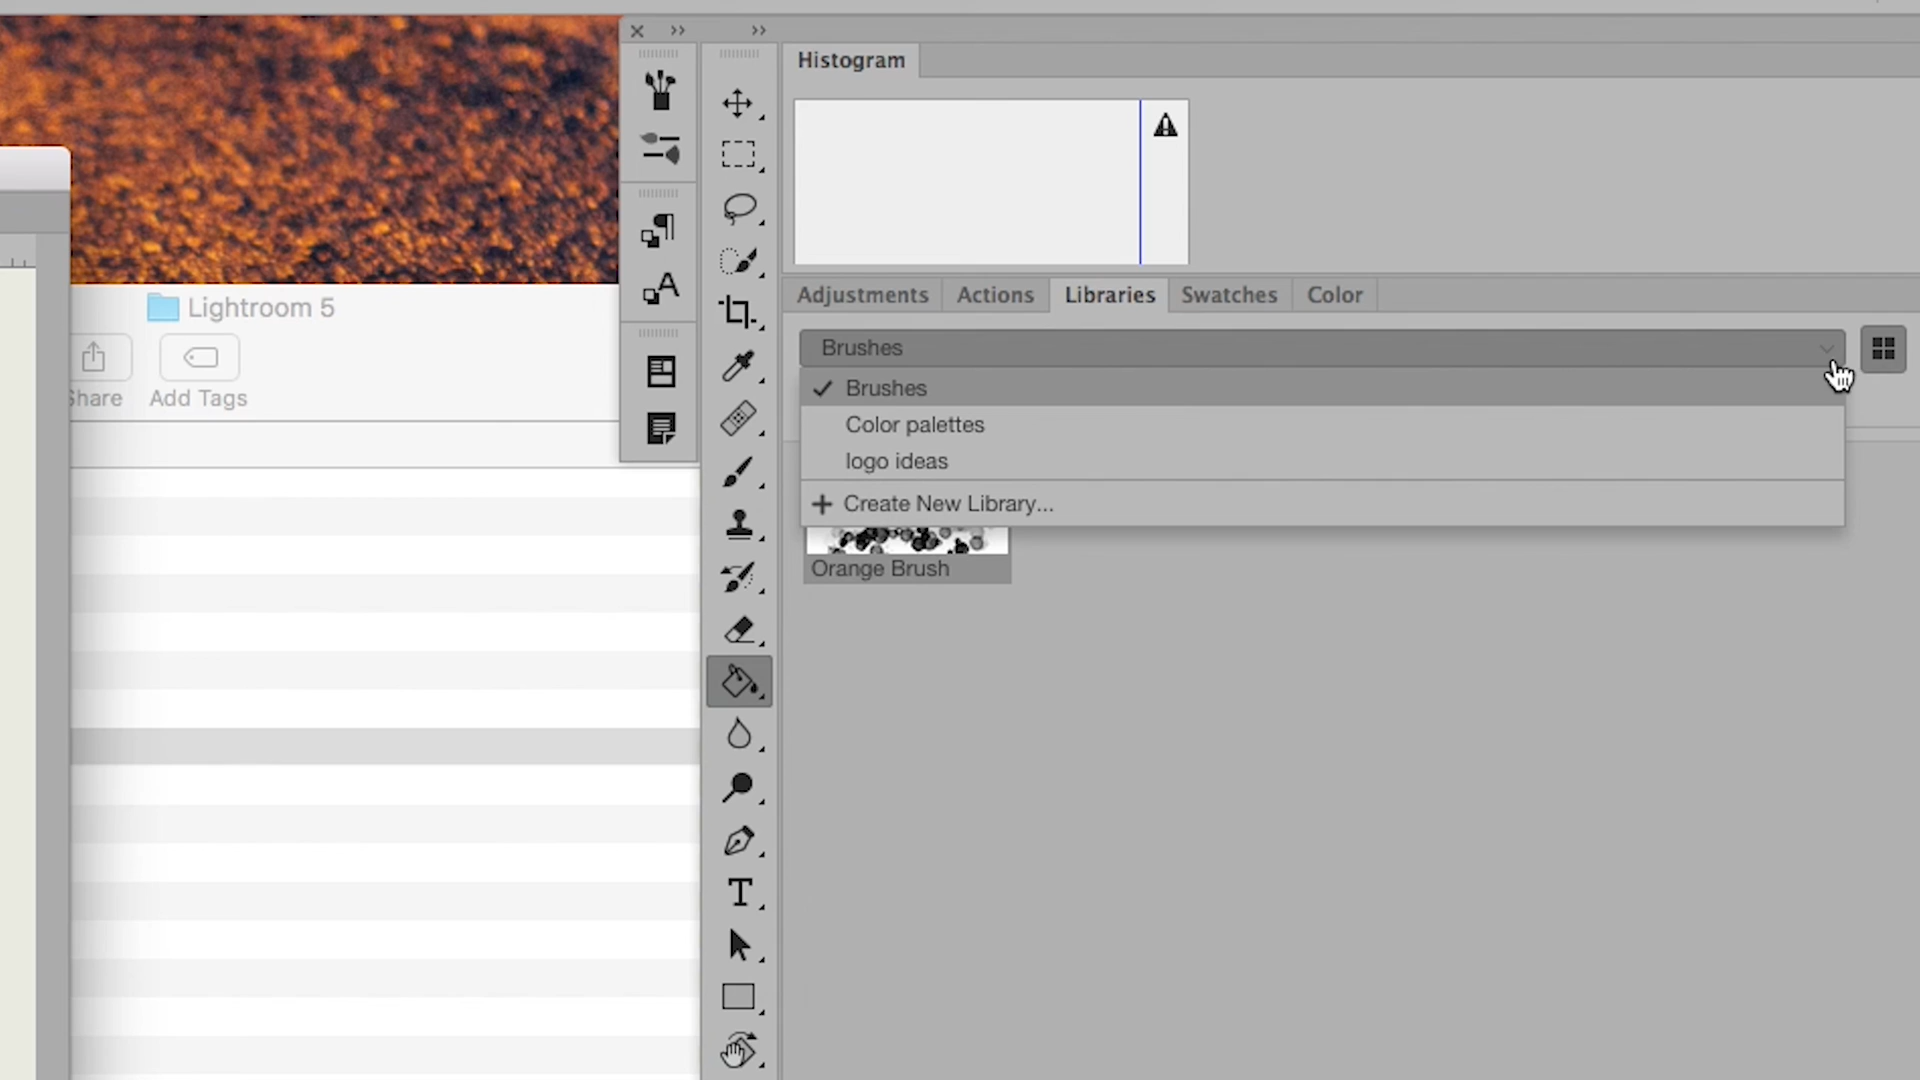 Histogram
Adjustments Actions Libraries Swatches Color
Lightroom 5
Brushes
Brushes
Add Tags
Color palettes
logo ideas
Create New Library...
Orange Brush